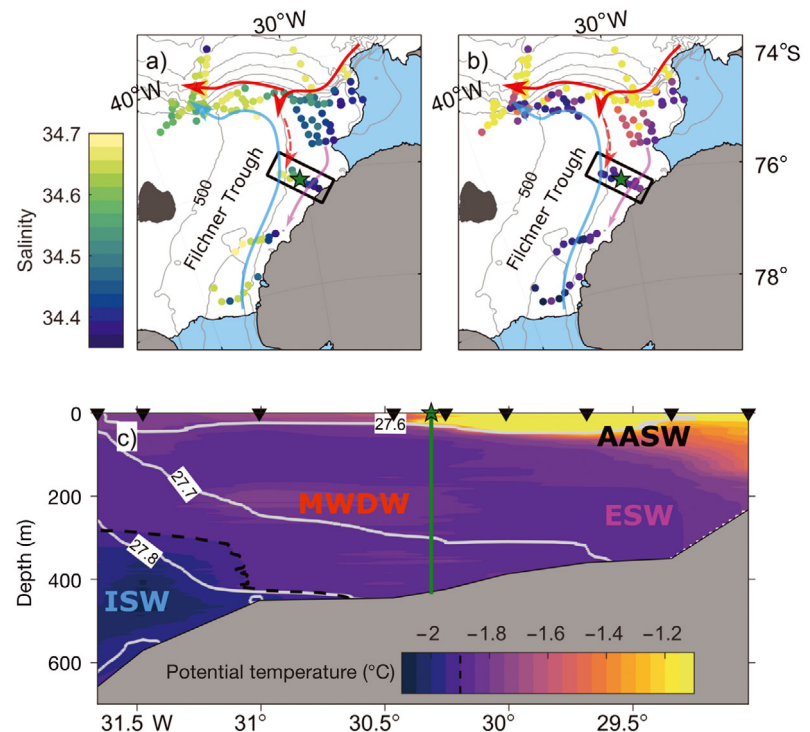 30°W
30°W
a)
b)
74°S
40°W
40°W
34.7
34.6
34.5
34.4
Salinity
500
Filchner Trough
500
Filchner Trough
76°
78°
c)
27.6
AASW
27.7
MWDW
ESW
27.8
ISW
0
200
400
600
Depth (m)
−2
−1.8
−1.6
−1.4
−1.2
Potential temperature (°C)
31.5 W
31°
30.5°
30°
29.5°